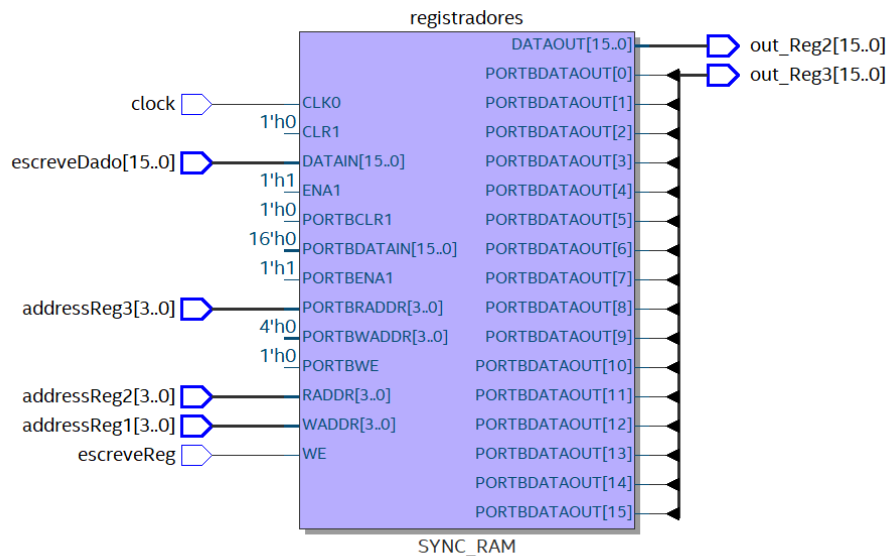 registradores
DATAOUT[15..0]
out_Reg2[15..0]
PORTBDATAOUT[0]
out_Reg3[15..0]
clock
CLK0
PORTBDATAOUT[1]
1'h0
CLR1
PORTBDATAOUT[2]
escreveDado[15..0]
DATAIN[15..0]
PORTBDATAOUT[3]
1'h1
ENA1
PORTBDATAOUT[4]
1'h0
PORTBCLR1
PORTBDATAOUT[5]
16'h0
PORTBDATAIN[15..0]
PORTBDATAOUT[6]
1'h1
PORTBENA1
PORTBDATAOUT[7]
addressReg3[3..0]
PORTBRADDR[3..0]
PORTBDATAOUT[8]
4'h0
PORTBWADDR[3..0]
PORTBDATAOUT[9]
1'h0
PORTBWE
PORTBDATAOUT[10]
addressReg2[3..0]
RADDR[3..0]
PORTBDATAOUT[11]
addressReg1[3..0]
WADDR[3..0]
PORTBDATAOUT[12]
escreveReg
WE
PORTBDATAOUT[13]
PORTBDATAOUT[14]
PORTBDATAOUT[15]
SYNC_RAM